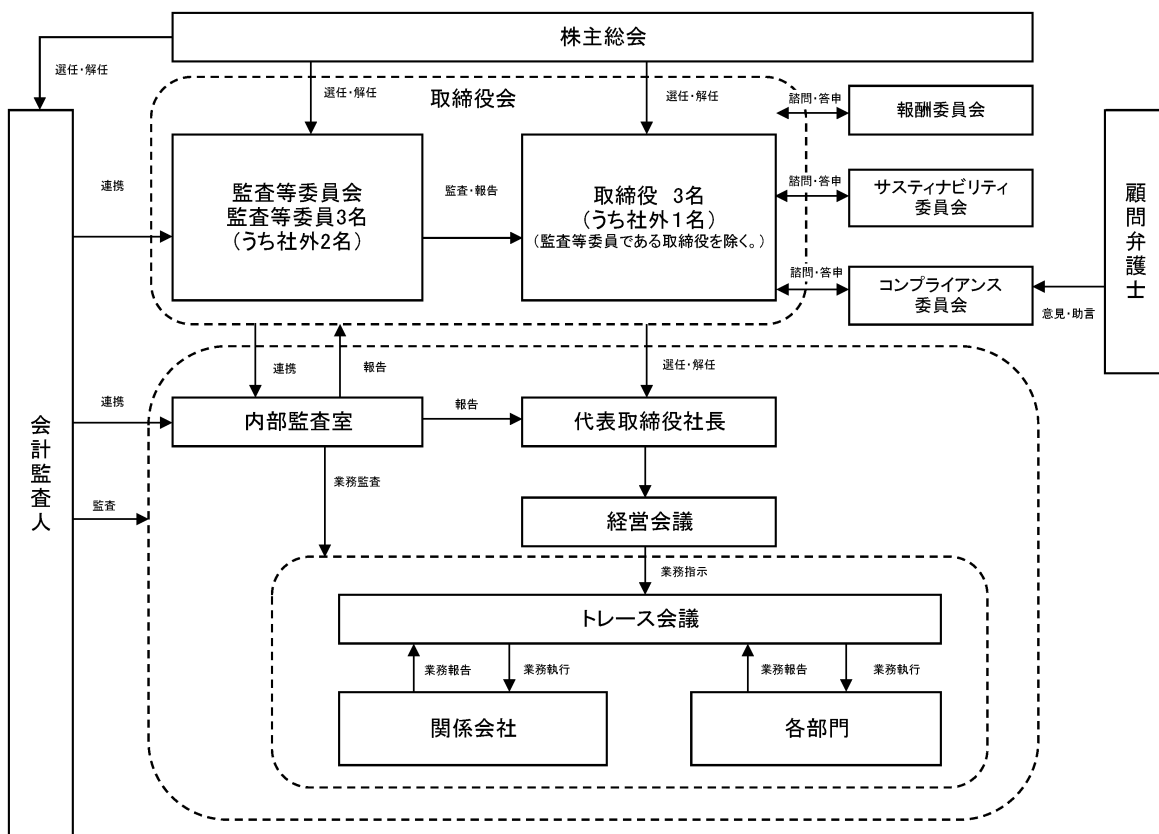 株主総会
選任・解任
選任・解任
選任・解任
取締役会
諮問・答申
報酬委員会
監査等委員会
監査等委員3名
(うち社外2名)
監査・報告
取締役 3名
(うち社外1名)
(監査等委員である取締役を除く。)
諮問・答申
サスティナビリティ
委員会
諮問・答申
コンプライアンス
委員会
意見・助言
顧問弁護士
連携
連携
報告
選任・解任
連携
内部監査室
報告
代表取締役社長
会計監査人
監査
業務監査
経営会議
業務指示
トレース会議
業務報告
業務執行
業務報告
業務執行
関係会社
各部門